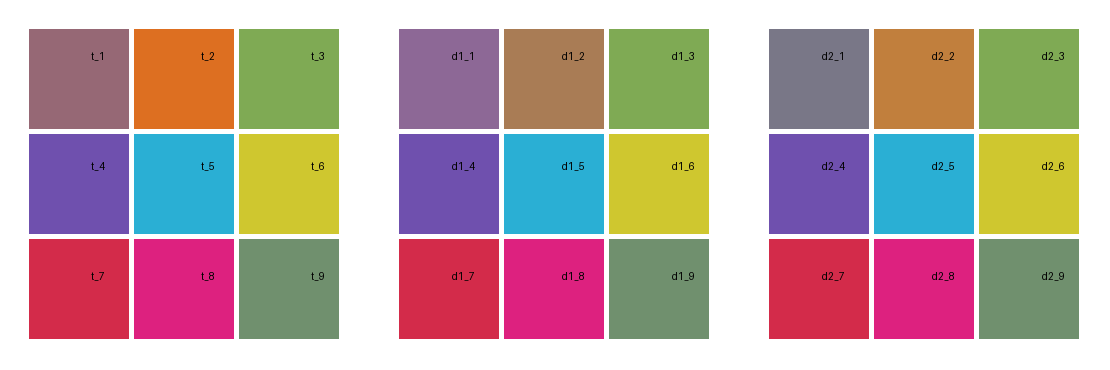 t_1 t_2 t_3 d1_1 d1_2 d1_3 d2_1 d2_2 d2_3
t_4 t_5 t_6 d1_4 d1_5 d1_6 d2_4 d2_5 d2_6
t_7 t_8 t_9 d1_7 d1_8 d1_9 d2_7 d2_8 d2_9